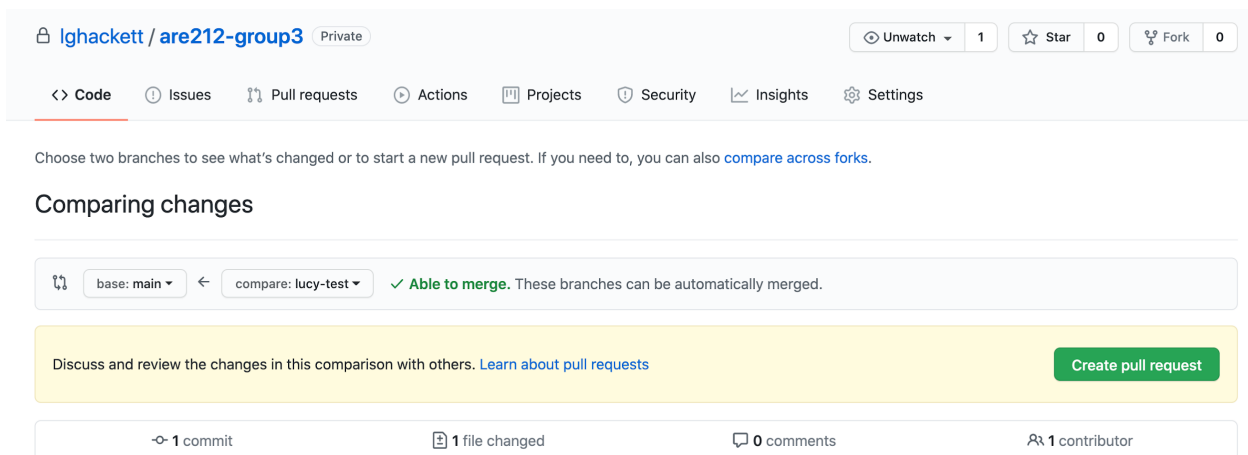 lghackett / are212-group3 Private Unwatch 1 Star 0 Fork 0
Code Issues Pull requests Actions Projects Security Insights Settings
Choose two branches to see what's changed or to start a new pull request. If you need to, you can also compare across forks.
Comparing changes
base: main compare: lucy-test Able to merge. These branches can be automatically merged.
Discuss and review the changes in this comparison with others. Learn about pull requests Create pull request
1 commit 1 file changed 0 comments 1 contributor